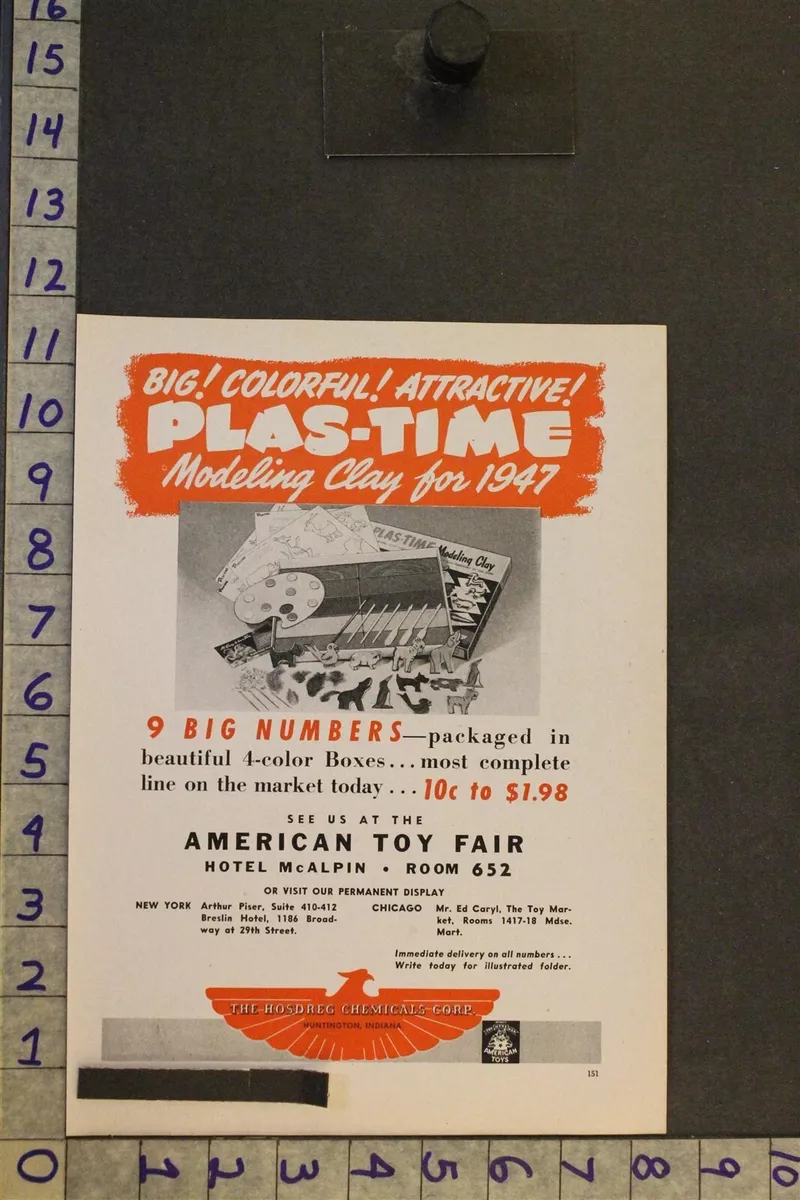 16
15
14
13
12
11
10
9
8
7
6
5
4
3
2
1
0 1 2 3 4 5 6 7 8 9 10
BIG! COLORFUL! ATTRACTIVE!
PLAS-TIME
Modeling Clay for 1947
PLAS-TIME
Modeling Clay
9 BIG NUMBERS—packaged in
beautiful 4-color Boxes... most complete
line on the market today ... 10c to $1.98
SEE US AT THE
AMERICAN TOY FAIR
HOTEL McALPIN • ROOM 652
OR VISIT OUR PERMANENT DISPLAY
NEW YORK Arthur Piser, Suite 410-412
Breslin Hotel, 1186 Broad-
way at 29th Street.
CHICAGO Mr. Ed Caryl, The Toy Mar-
ket, Rooms 1417-18 Mdse.
Mart.
Immediate delivery on all numbers ...
Write today for illustrated folder.
THE HOSDREG CHEMICALS CORP.
HUNTINGTON, INDIANA
AMERICAN
TOYS
151